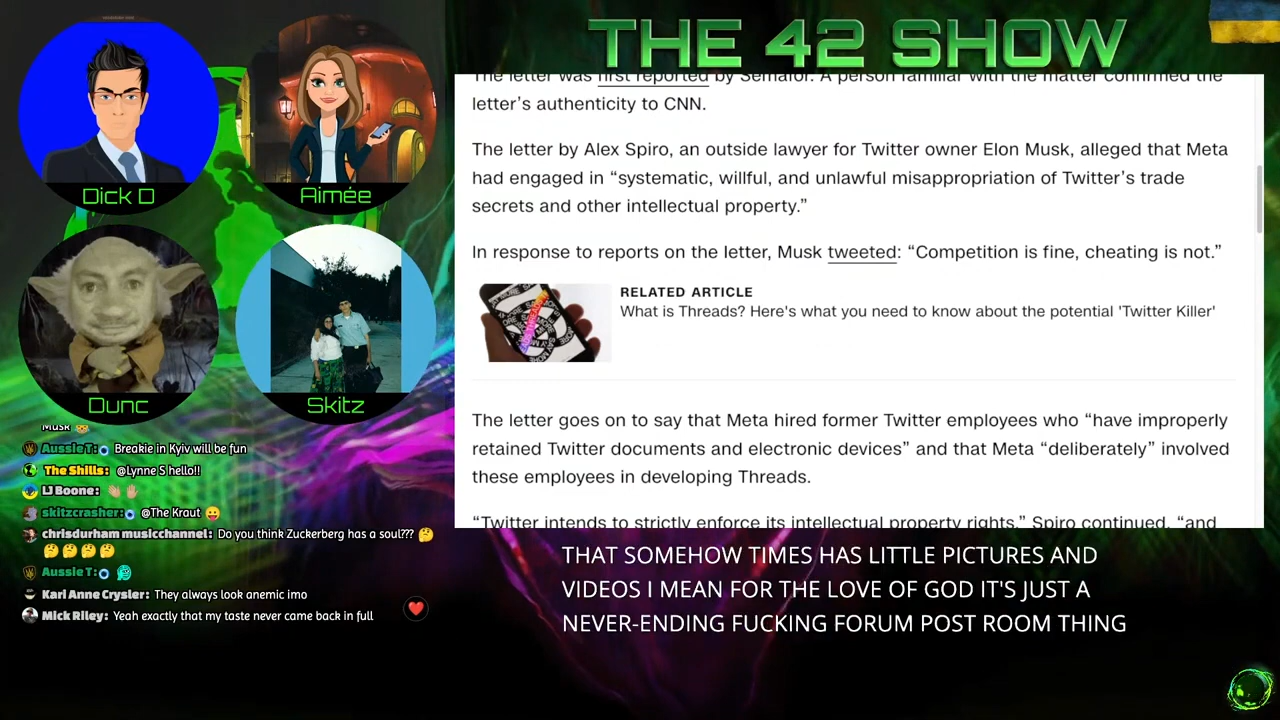 THE 42 SHOW
Dick D
Aimée
Dunc
Skitz
The letter was first reported by Semafor. A person familiar with the matter confirmed the
letter's authenticity to CNN.
The letter by Alex Spiro, an outside lawyer for Twitter owner Elon Musk, alleged that Meta
had engaged in “systematic, willful, and unlawful misappropriation of Twitter's trade
secrets and other intellectual property.”
In response to reports on the letter, Musk tweeted: “Competition is fine, cheating is not.”
RELATED ARTICLE
What is Threads? Here's what you need to know about the potential 'Twitter Killer'
The letter goes on to say that Meta hired former Twitter employees who “have improperly
retained Twitter documents and electronic devices” and that Meta “deliberately” involved
these employees in developing Threads.
“Twitter intends to strictly enforce its intellectual property rights,” Spiro continued, “and
Musk
Aussie T: Breakie in Kyiv will be fun
The Shills: @Lynne S hello!!
LJ Boone:
skitzcrasher: @The Kraut
chrisdurham musicchannel: Do you think Zuckerberg has a soul???
Aussie T:
Karl Anne Crysler: They always look anemic imo
Mick Riley: Yeah exactly that my taste never came back in full
THAT SOMEHOW TIMES HAS LITTLE PICTURES AND
VIDEOS I MEAN FOR THE LOVE OF GOD IT'S JUST A
NEVER-ENDING FUCKING FORUM POST ROOM THING